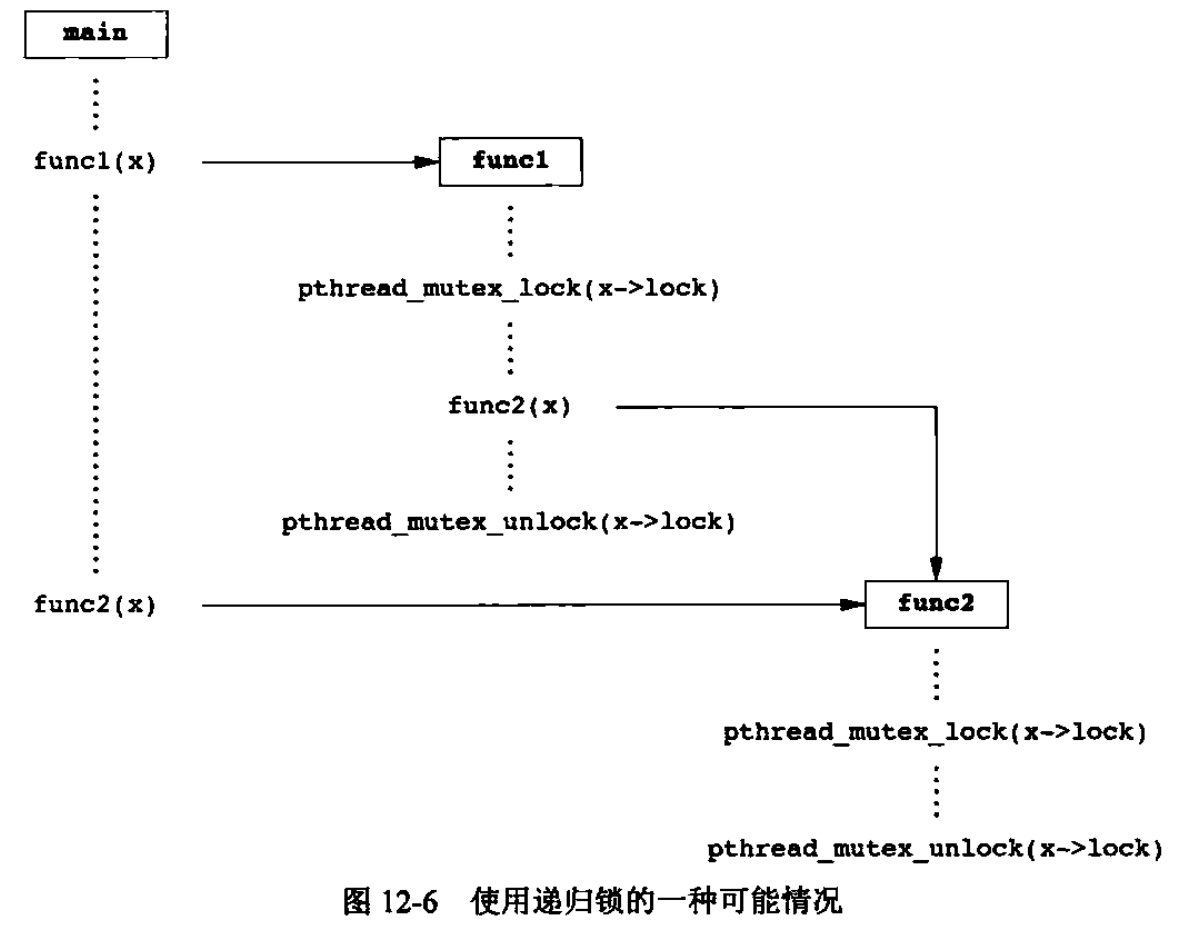 main
func1(x)
func1
pthread_mutex_lock(x->lock)
func2(x)
pthread_mutex_unlock(x->lock)
func2(x)
func2
pthread_mutex_lock(x->lock)
pthread_mutex_unlock(x->lock)
图 12-6 使用递归锁的一种可能情况